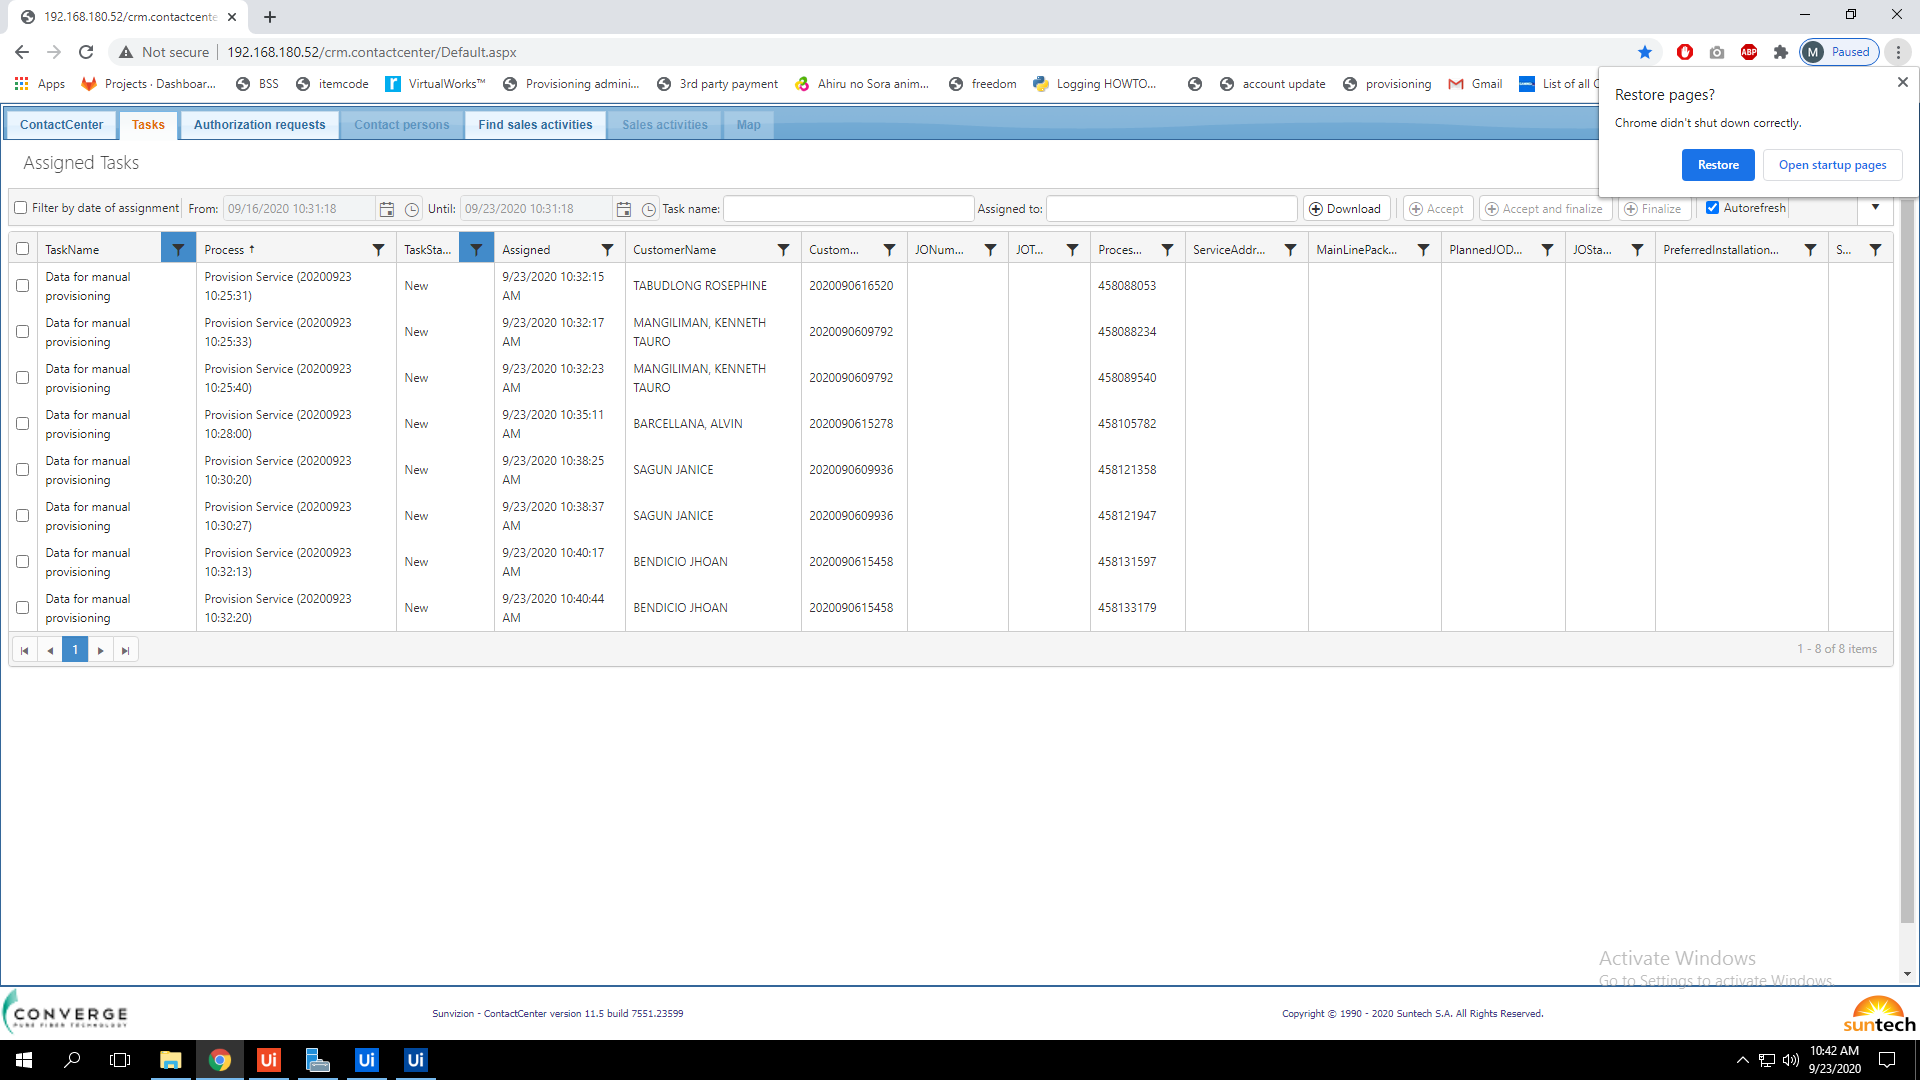 192.168.180.52/crm.contactcente
Not secure
192.168.180.52/crm.contactcenter/Default.aspx
ABP
M Paused
Apps
Projects · Dashboar...
BSS
itemcode
VirtualWorks™
Provisioning admini...
3rd party payment
Ahiru no Sora anim...
freedom
Logging HOWTO...
account update
provisioning
Gmail
List of all
Restore pages?
Chrome didn't shut down correctly.
Restore
Open startup pages
ContactCenter
Tasks
Authorization requests
Contact persons
Find sales activities
Sales activities
Map
Assigned Tasks
Filter by date of assignment From: 09/16/2020 10:31:18 Until: 09/23/2020 10:31:18 Task name: Assigned to: Download Accept Accept and finalize Finalize Autorefresh
TaskName Process ↑ TaskSta... Assigned CustomerName Custom... JONum... JOT... Proces... ServiceAddr... MainLinePack... PlannedJOD... JOSta... PreferredInstallation... S...
Data for manual provisioning Provision Service (20200923 10:25:31) New 9/23/2020 10:32:15 AM TABUDLONG ROSEPHINE 2020090616520 458088053
Data for manual provisioning Provision Service (20200923 10:25:33) New 9/23/2020 10:32:17 AM MANGILIMAN, KENNETH TAURO 2020090609792 458088234
Data for manual provisioning Provision Service (20200923 10:25:40) New 9/23/2020 10:32:23 AM MANGILIMAN, KENNETH TAURO 2020090609792 458089540
Data for manual provisioning Provision Service (20200923 10:28:00) New 9/23/2020 10:35:11 AM BARCELLANA, ALVIN 2020090615278 458105782
Data for manual provisioning Provision Service (20200923 10:30:20) New 9/23/2020 10:38:25 AM SAGUN JANICE 2020090609936 458121358
Data for manual provisioning Provision Service (20200923 10:30:27) New 9/23/2020 10:38:37 AM SAGUN JANICE 2020090609936 458121947
Data for manual provisioning Provision Service (20200923 10:32:13) New 9/23/2020 10:40:17 AM BENDICIO JHOAN 2020090615458 458131597
Data for manual provisioning Provision Service (20200923 10:32:20) New 9/23/2020 10:40:44 AM BENDICIO JHOAN 2020090615458 458133179
1
1 - 8 of 8 items
Activate Windows
Go to Settings to activate Windows.
CONVERGE
PURE FIBER TECHNOLOGY
Sunvizion - ContactCenter version 11.5 build 7551.23599
Copyright © 1990 - 2020 Suntech S.A. All Rights Reserved.
suntech
Ui
Ui
Ui
10:42 AM
9/23/2020